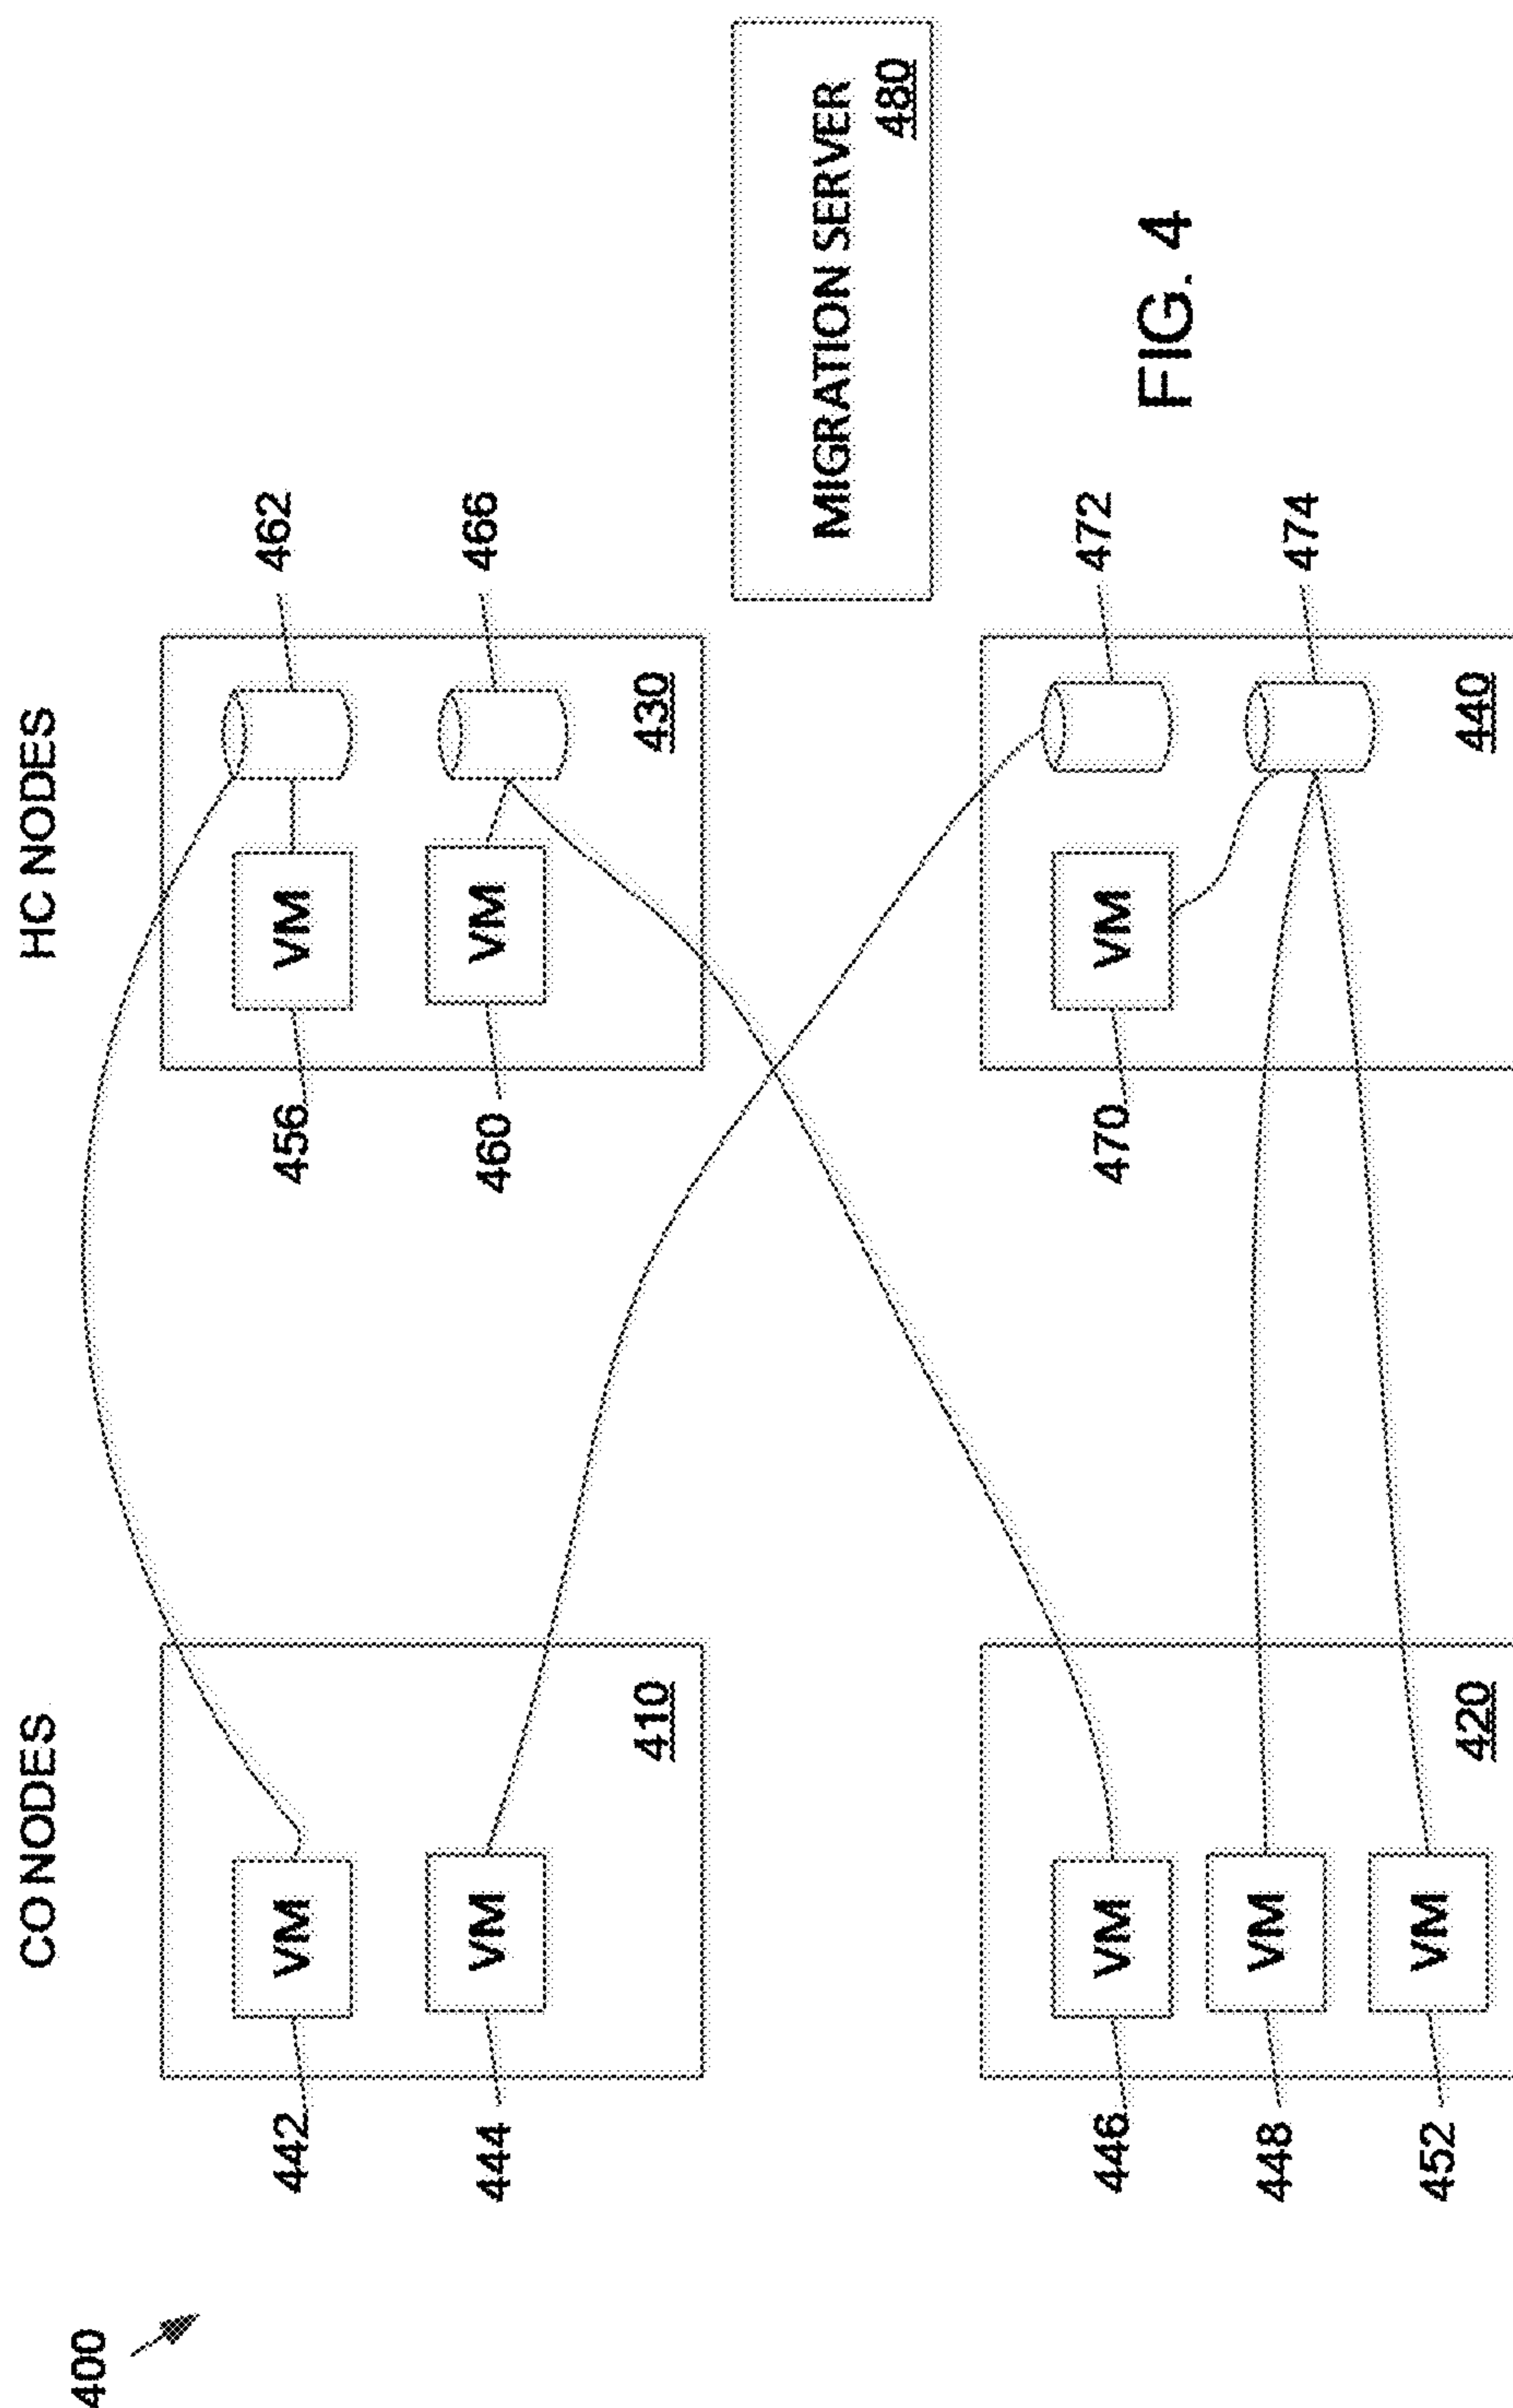 400
CO NODES
HC NODES
442
VM
444
VM
410
456
VM
462
460
VM
466
430
MIGRATION SERVER
480
446
VM
448
VM
452
VM
420
470
VM
472
474
440
FIG. 4